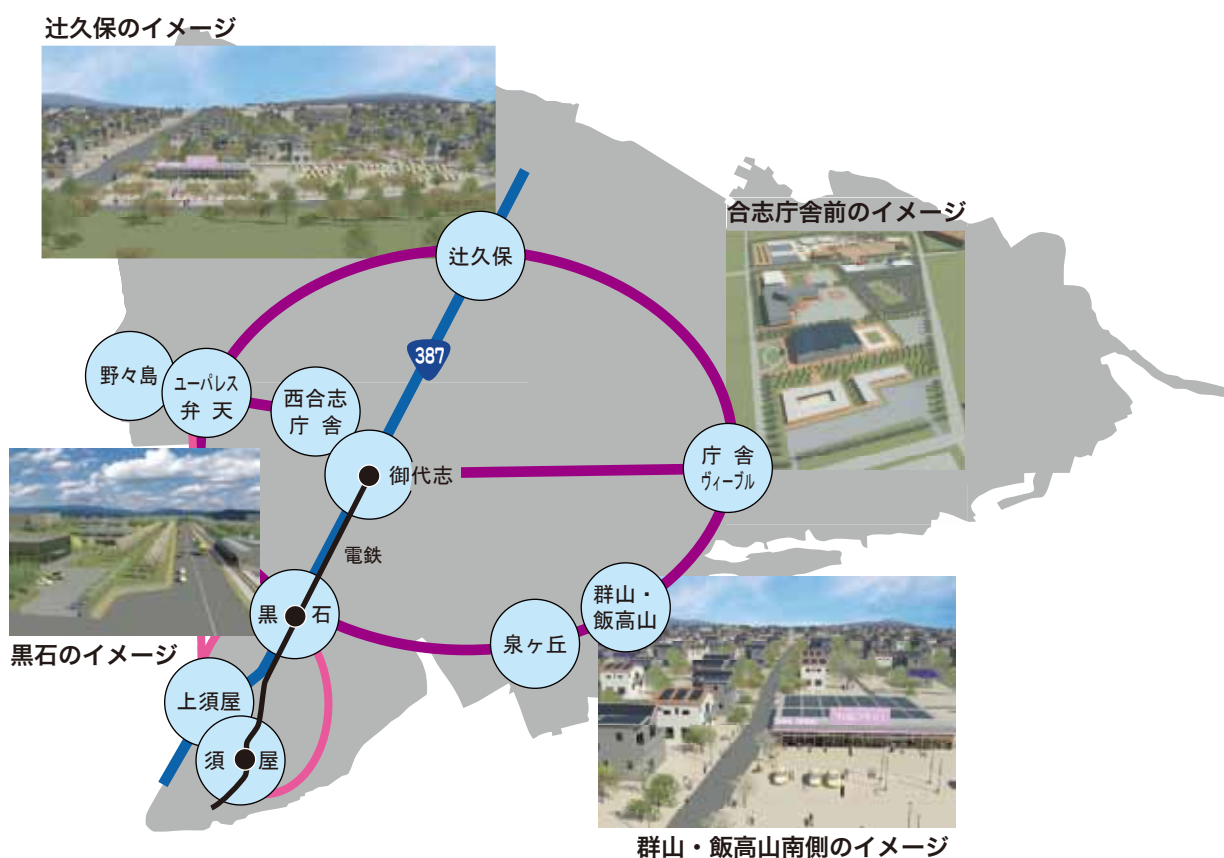 辻久保のイメージ
合志庁舎前のイメージ
辻久保
387
野々島
ユーパレス
弁 天
西合志
庁 舎
御代志
庁 舎
ヴィーブル
電鉄
黒 石
群山・
飯高山
泉ヶ丘
黒石のイメージ
上須屋
須 屋
群山・飯高山南側のイメージ